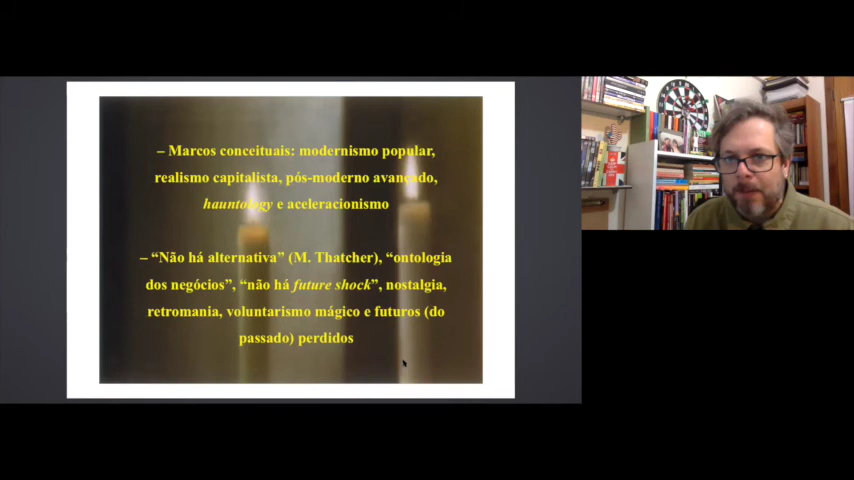 – Marcos conceituais: modernismo popular,
realismo capitalista, pós-moderno avançado,
hauntology e aceleracionismo
– “Não há alternativa” (M. Thatcher), “ontologia
dos negócios”, “não há future shock”, nostalgia,
retromania, voluntarismo mágico e futuros (do
passado) perdidos